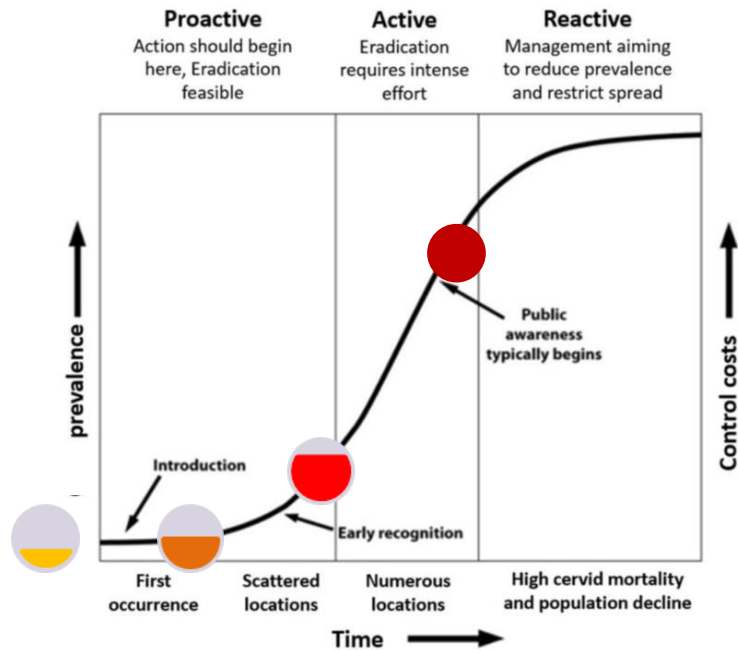 Proactive
Action should begin
here, Eradication
feasible
Active
Eradication
requires intense
effort
Reactive
Management aiming
to reduce prevalence
and restrict spread
prevalence
Control costs
Public
awareness
typically begins
Introduction
Early recognition
First
occurrence
Scattered
locations
Numerous
locations
High cervid mortality
and population decline
Time